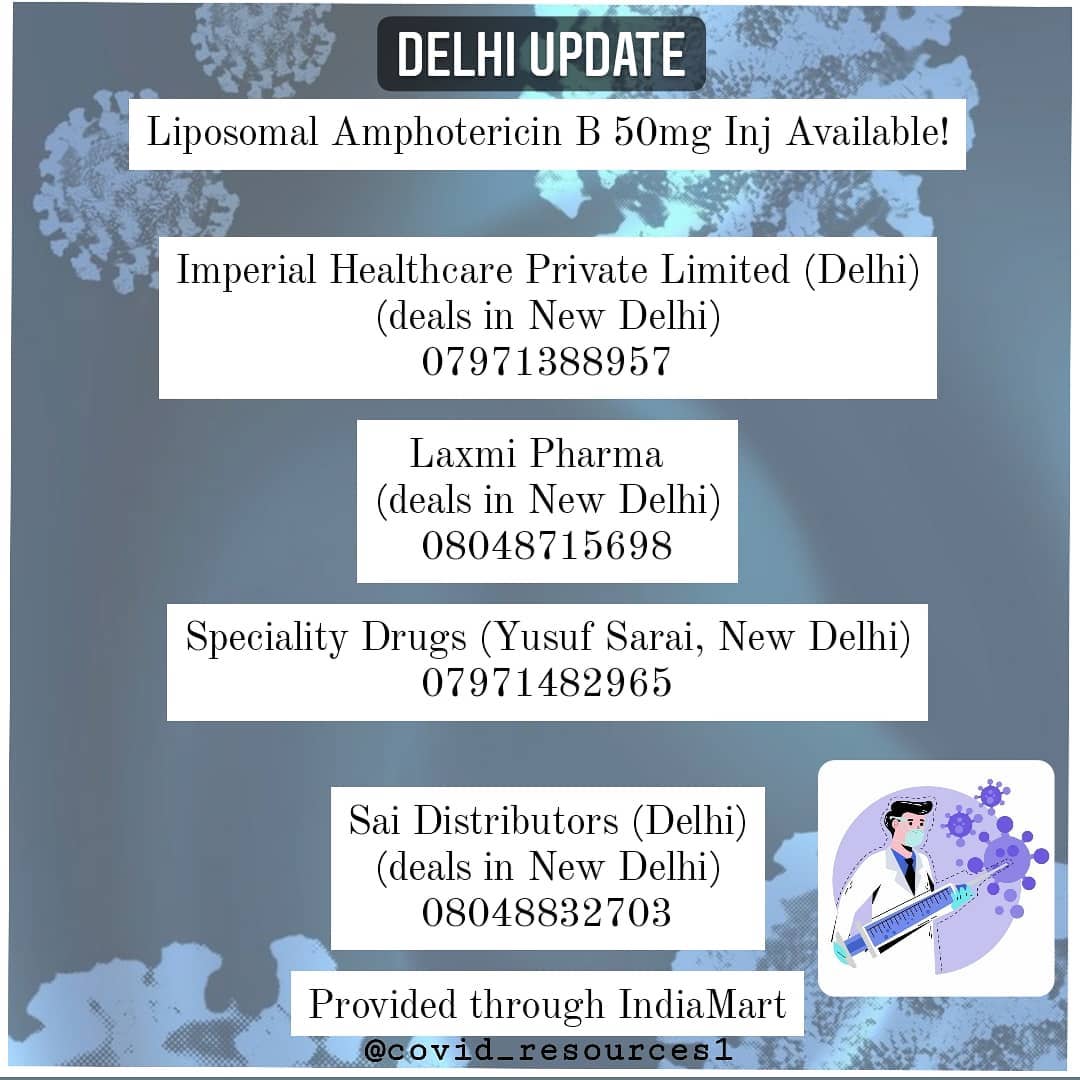 DELHI UPDATE
Liposomal Amphotericin B 50mg Inj Available!
Imperial Healthcare Private Limited (Delhi)
(deals in New Delhi)
07971388957
Laxmi Pharma
(deals in New Delhi)
08048715698
Speciality Drugs (Yusuf Sarai, New Delhi)
07971482965
Sai Distributors (Delhi)
(deals in New Delhi)
08048832703
Provided through IndiaMart
@covid_resources1